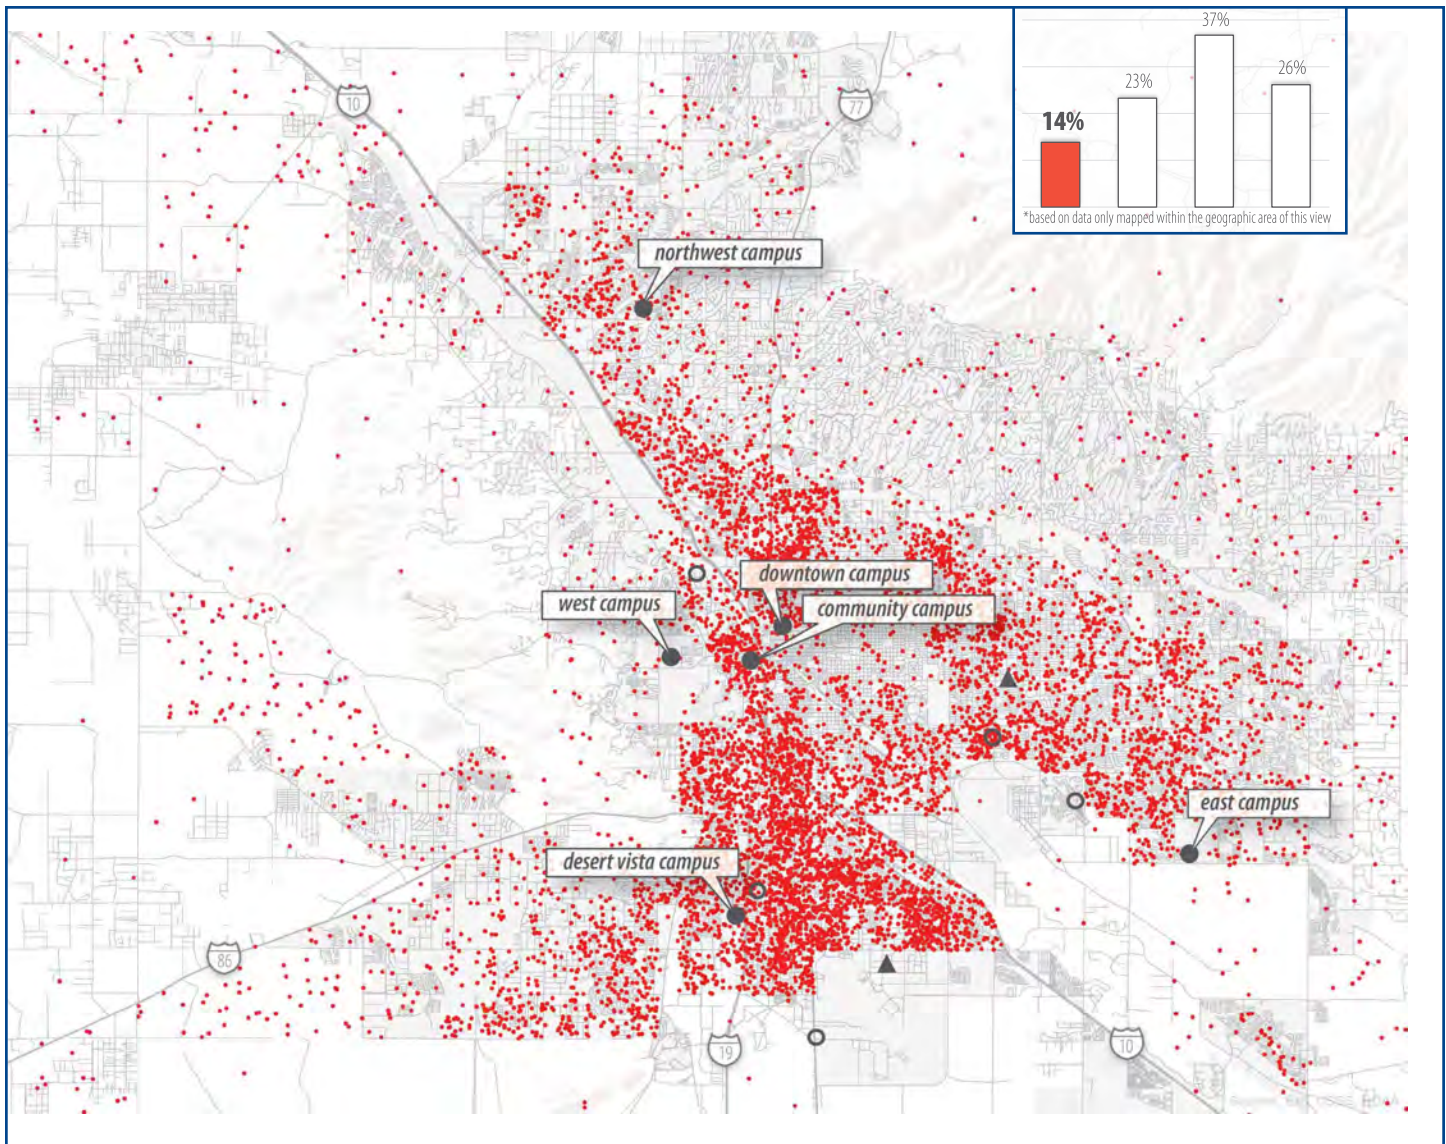 37%
26%
23%
14%
*based on data only mapped within the geographic area of this view
10
77
northwest campus
downtown campus
west campus
community campus
east campus
desert vista campus
86
19
10